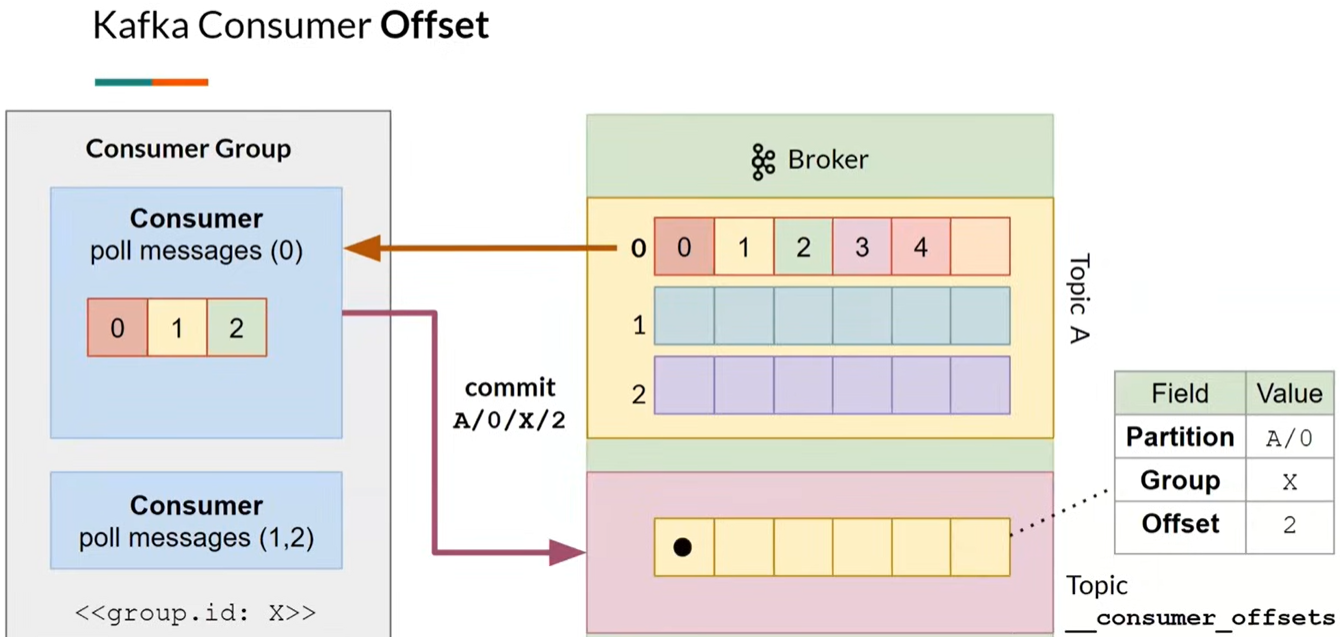 Kafka Consumer Offset
Consumer Group
Consumer
poll messages (0)
0 1 2
Consumer
poll messages (1,2)
<<group.id: X>>
commit
A/0/X/2
Broker
0 0 1 2 3 4
1
2
Topic A
Field Value
Partition A/0
Group X
Offset 2
Topic
__consumer_offsets